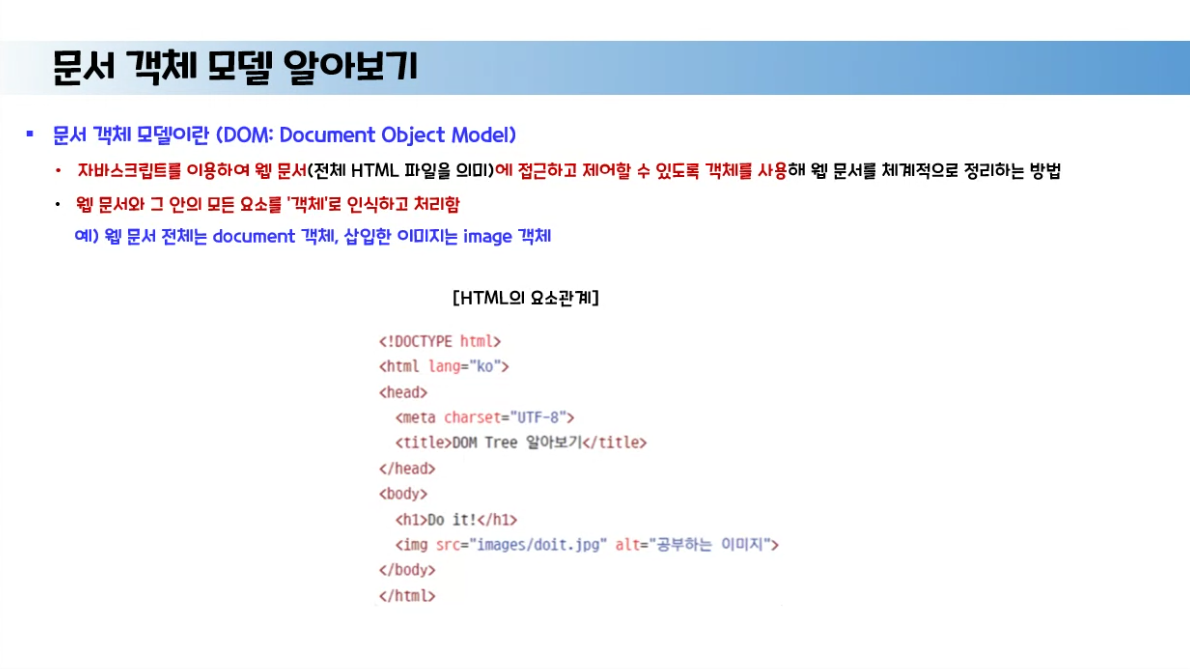 문서 객체 모델 알아보기
▪ 문서 객체 모델이란 (DOM: Document Object Model)
• 자바스크립트를 이용하여 웹 문서(전체 HTML 파일을 의미)에 접근하고 제어할 수 있도록 객체를 사용해 웹 문서를 체계적으로 정리하는 방법
• 웹 문서와 그 안의 모든 요소를 '객체'로 인식하고 처리함
예) 웹 문서 전체는 document 객체, 삽입한 이미지는 image 객체
[HTML의 요소관계]
<!DOCTYPE html>
<html lang="ko">
<head>
  <meta charset="UTF-8">
  <title>DOM Tree 알아보기</title>
</head>
<body>
  <h1>Do it!</h1>
  <img src="images/doit.jpg" alt="공부하는 이미지">
</body>
</html>